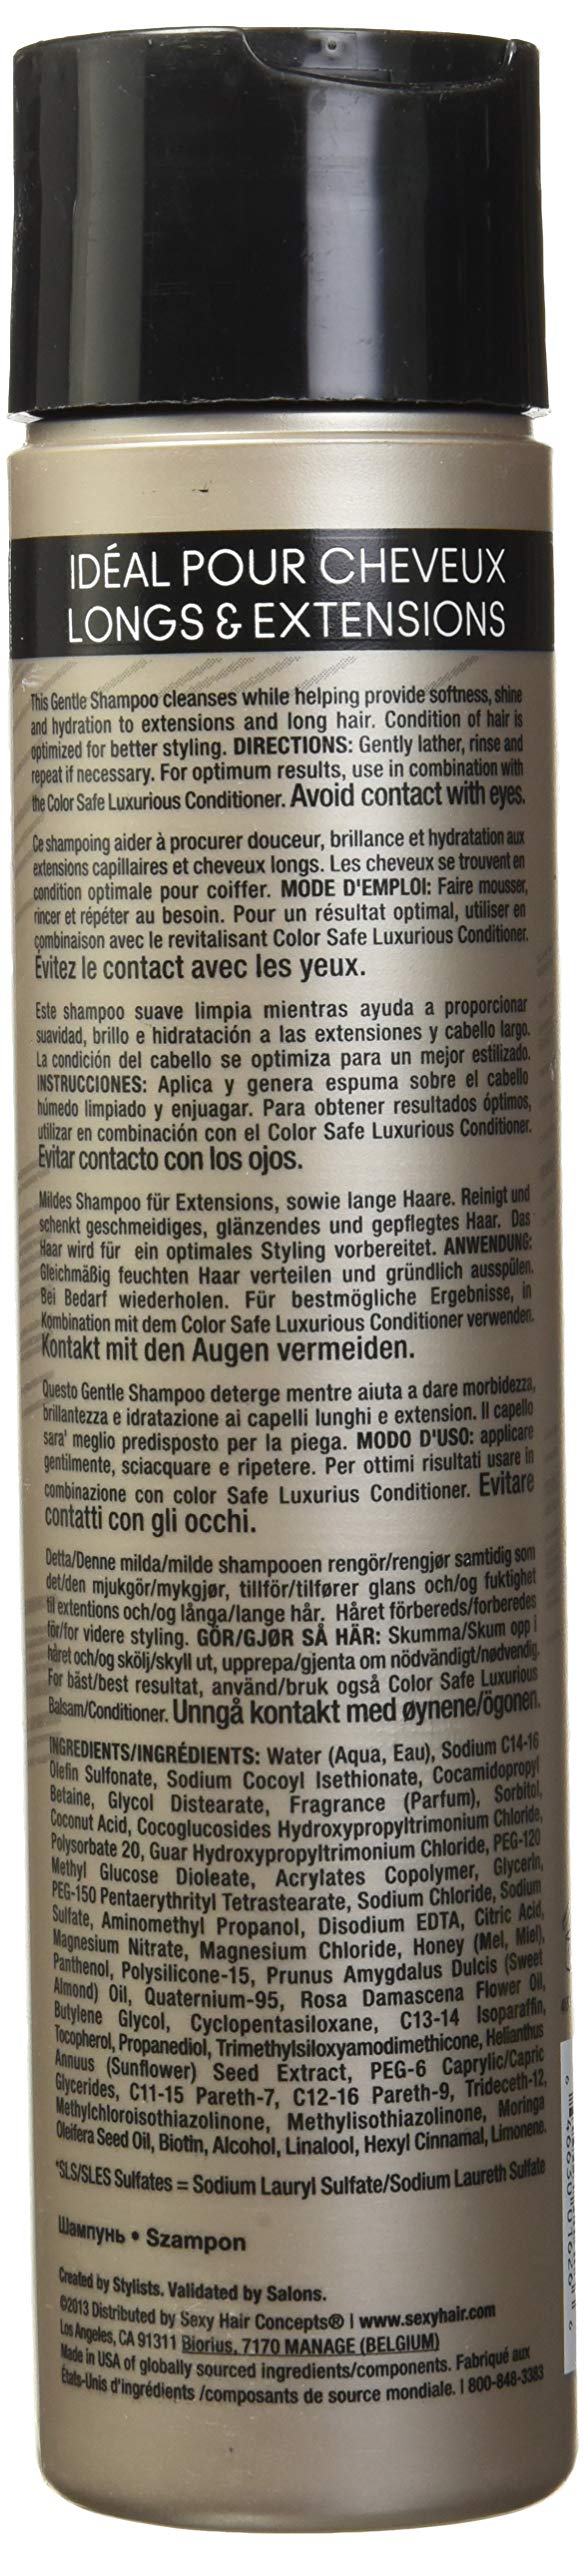 IDÉAL POUR CHEVEUX
LONGS & EXTENSIONS
This Gentle Shampoo cleanses while helping provide softness, shine
and hydration to extensions and long hair. Condition of hair is
optimized for better styling. DIRECTIONS: Gently lather, rinse and
repeat if necessary. For optimum results, use in combination with
the Color Safe Luxurious Conditioner. Avoid contact with eyes.
Ce shampoing aider à procurer douceur, brillance et hydratation aux
extensions capillaires et cheveux longs. Les cheveux se trouvent en
condition optimale pour coiffer. MODE D'EMPLOI: Faire mousser,
rincer et répéter au besoin. Pour un résultat optimal, utiliser en
combinaison avec le revitalisant Color Safe Luxurious Conditioner.
Évitez le contact avec les yeux.
Este shampoo suave limpia mientras ayuda a proporcionar
suavidad, brillo e hidratación a las extensiones y cabello largo.
La condición del cabello se optimiza para un mejor estilizado.
INSTRUCCIONES: Aplica y genera espuma sobre el cabello
húmedo limpiado y enjuagar. Para obtener resultados óptimos,
utilizar en combinación con el Color Safe Luxurious Conditioner.
Evitar contacto con los ojos.
Mildes Shampoo für Extensions, sowie lange Haare. Reinigt und
schenkt geschmeidiges, glänzendes und gepflegtes Haar. Das
Haar wird für ein optimales Styling vorbereitet. ANWENDUNG:
Gleichmäßig feuchten Haar verteilen und gründlich ausspülen.
Bei Bedarf wiederholen. Für bestmögliche Ergebnisse, in
Kombination mit dem Color Safe Luxurious Conditioner verwenden.
Kontakt mit den Augen vermeiden.
Questo Gentle Shampoo deterge mentre aiuta a dare morbidezza,
brillantezza e idratazione ai capelli lunghi e extension. Il capello
sara' meglio predisposto per la piega. MODO D'USO: applicare
gentilmente, sciacquare e ripetere. Per ottimi risultati usare in
combinazione con color Safe Luxurius Conditioner. Evitare
contatti con gli occhi.
Detta/Denne milda/milde shampooen rengör/rengjør samtidig som
det/den mjukgör/mykgjør, tillför/tilfører glans och/og fuktighet
til extentions och/og långa/lange hår. Håret förbereds/forberedes
för/for videre styling. GÖR/GJØR SÅ HÄR: Skumma/Skum opp i
håret och/og skölj/skyll ut, upprepa/gjenta om nödvändigt/nødvendig.
For bäst/best resultat, använd/bruk også Color Safe Luxurious
Balsam/Conditioner. Unngå kontakt med øynene/ögonen.
INGREDIENTS/INGRÉDIENTS: Water (Aqua, Eau), Sodium C14-16
Olefin Sulfonate, Sodium Cocoyl Isethionate, Cocamidopropyl
Betaine, Glycol Distearate, Fragrance (Parfum), Sorbitol,
Coconut Acid, Cocoglucosides Hydroxypropyltrimonium Chloride,
Polysorbate 20, Guar Hydroxypropyltrimonium Chloride, PEG-120
Methyl Glucose Dioleate, Acrylates Copolymer, Glycerin,
PEG-150 Pentaerythrityl Tetrastearate, Sodium Chloride, Sodium
Sulfate, Aminomethyl Propanol, Disodium EDTA, Citric Acid,
Magnesium Nitrate, Magnesium Chloride, Honey (Mel, Miel),
Panthenol, Polysilicone-15, Prunus Amygdalus Dulcis (Sweet
Almond) Oil, Quaternium-95, Rosa Damascena Flower Oil,
Butylene Glycol, Cyclopentasiloxane, C13-14 Isoparaffin,
Tocopherol, Propanediol, Trimethylsiloxyamodimethicone, Helianthus
Annuus (Sunflower) Seed Extract, PEG-6 Caprylic/Capric
Glycerides, C11-15 Pareth-7, C12-16 Pareth-9, Trideceth-12,
Methylchloroisothiazolinone, Methylisothiazolinone, Moringa
Oleifera Seed Oil, Biotin, Alcohol, Linalool, Hexyl Cinnamal, Limonene.
*SLS/SLES Sulfates = Sodium Lauryl Sulfate/Sodium Laureth Sulfate
Шампунь • Szampon
Created by Stylists. Validated by Salons.
©2013 Distributed by Sexy Hair Concepts® | www.sexyhair.com
Los Angeles, CA 91311 Biorius, 7170 MANAGE (BELGIUM)
Made in USA of globally sourced ingredients/components. Fabriqué aux
États-Unis d'ingrédients /composants de source mondiale. | 800-848-3383